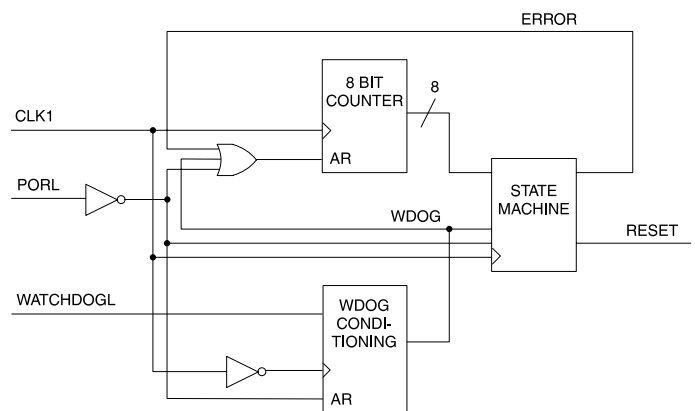 ERROR
8 BIT
COUNTER
8
CLK1
AR
PORL
STATE
MACHINE
WDOG
RESET
WATCHDOGL
WDOG
CONDI-
TIONING
AR